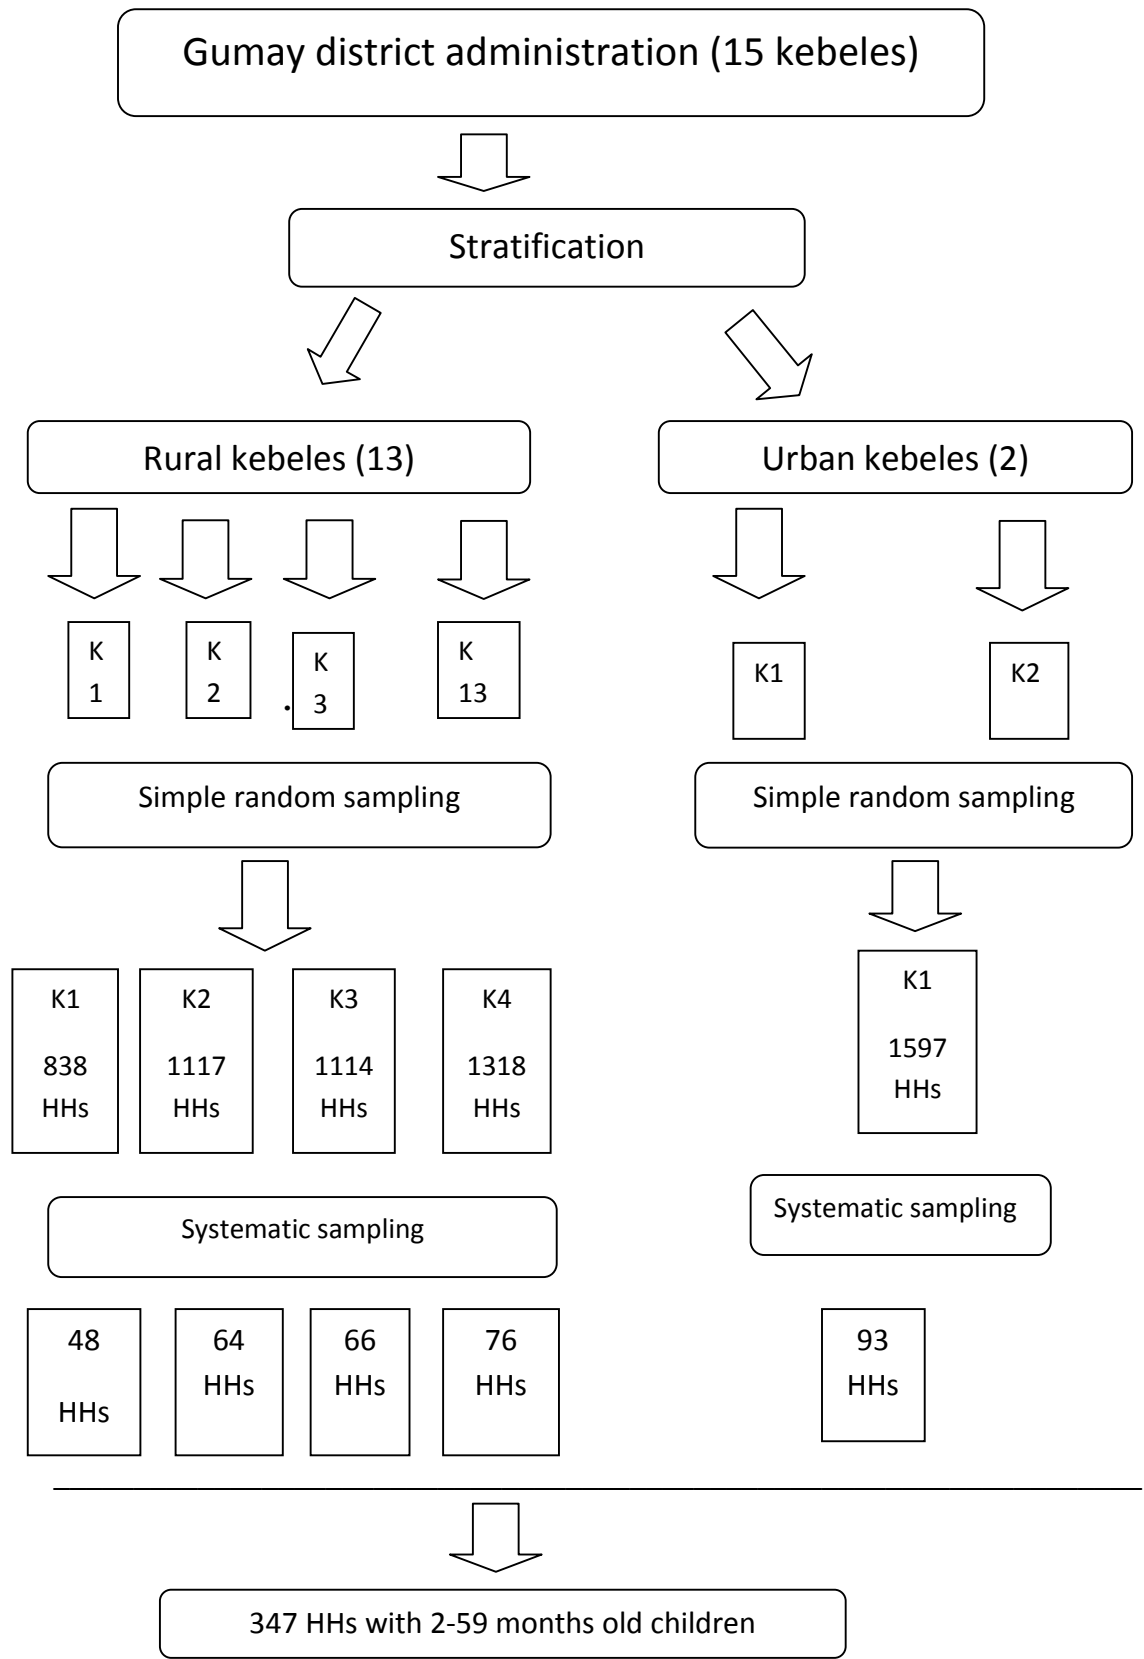 Gumay district administration (15 kebeles)
Stratification
Rural kebeles (13)
Urban kebeles (2)
K
1
K
2
.
K
3
K
13
K1
K2
Simple random sampling
Simple random sampling
K1
838
HHs
K2
1117
HHs
K3
1114
HHs
K4
1318
HHs
K1
1597
HHs
Systematic sampling
Systematic sampling
48
HHs
64
HHs
66
HHs
76
HHs
93
HHs
347 HHs with 2-59 months old children